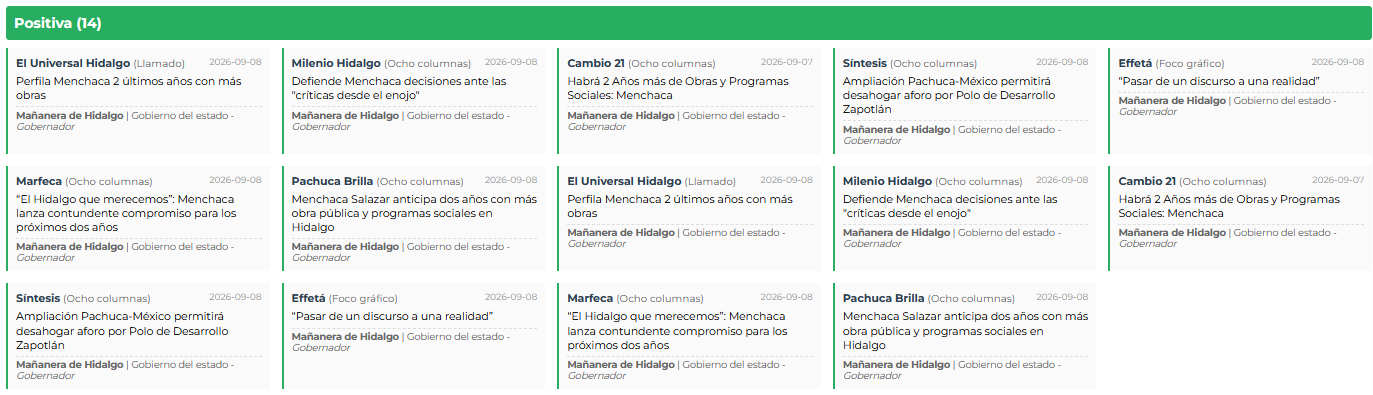 Positiva (14)
El Universal Hidalgo (Llamado) 2026-09-08
Perfila Menchaca 2 últimos años con más
obras
Mañanera de Hidalgo | Gobierno del estado -
Gobernador
Milenio Hidalgo (Ocho columnas) 2026-09-08
Defiende Menchaca decisiones ante las
"críticas desde el enojo"
Mañanera de Hidalgo | Gobierno del estado -
Gobernador
Cambio 21 (Ocho columnas) 2026-09-07
Habrá 2 Años más de Obras y Programas
Sociales: Menchaca
Mañanera de Hidalgo | Gobierno del estado -
Gobernador
Síntesis (Ocho columnas) 2026-09-08
Ampliación Pachuca-México permitirá
desahogar aforo por Polo de Desarrollo
Zapotlán
Mañanera de Hidalgo | Gobierno del estado -
Gobernador
Effetá (Foco gráfico) 2026-09-08
“Pasar de un discurso a una realidad”
Mañanera de Hidalgo | Gobierno del estado -
Gobernador
Marfeca (Ocho columnas) 2026-09-08
“El Hidalgo que merecemos”: Menchaca
lanza contundente compromiso para los
próximos dos años
Mañanera de Hidalgo | Gobierno del estado -
Gobernador
Pachuca Brilla (Ocho columnas) 2026-09-08
Menchaca Salazar anticipa dos años con más
obra pública y programas sociales en
Hidalgo
Mañanera de Hidalgo | Gobierno del estado -
Gobernador
El Universal Hidalgo (Llamado) 2026-09-08
Perfila Menchaca 2 últimos años con más
obras
Mañanera de Hidalgo | Gobierno del estado -
Gobernador
Milenio Hidalgo (Ocho columnas) 2026-09-08
Defiende Menchaca decisiones ante las
"críticas desde el enojo"
Mañanera de Hidalgo | Gobierno del estado -
Gobernador
Cambio 21 (Ocho columnas) 2026-09-07
Habrá 2 Años más de Obras y Programas
Sociales: Menchaca
Mañanera de Hidalgo | Gobierno del estado -
Gobernador
Síntesis (Ocho columnas) 2026-09-08
Ampliación Pachuca-México permitirá
desahogar aforo por Polo de Desarrollo
Zapotlán
Mañanera de Hidalgo | Gobierno del estado -
Gobernador
Effetá (Foco gráfico) 2026-09-08
“Pasar de un discurso a una realidad”
Mañanera de Hidalgo | Gobierno del estado -
Gobernador
Marfeca (Ocho columnas) 2026-09-08
“El Hidalgo que merecemos”: Menchaca
lanza contundente compromiso para los
próximos dos años
Mañanera de Hidalgo | Gobierno del estado -
Gobernador
Pachuca Brilla (Ocho columnas) 2026-09-08
Menchaca Salazar anticipa dos años con más
obra pública y programas sociales en
Hidalgo
Mañanera de Hidalgo | Gobierno del estado -
Gobernador